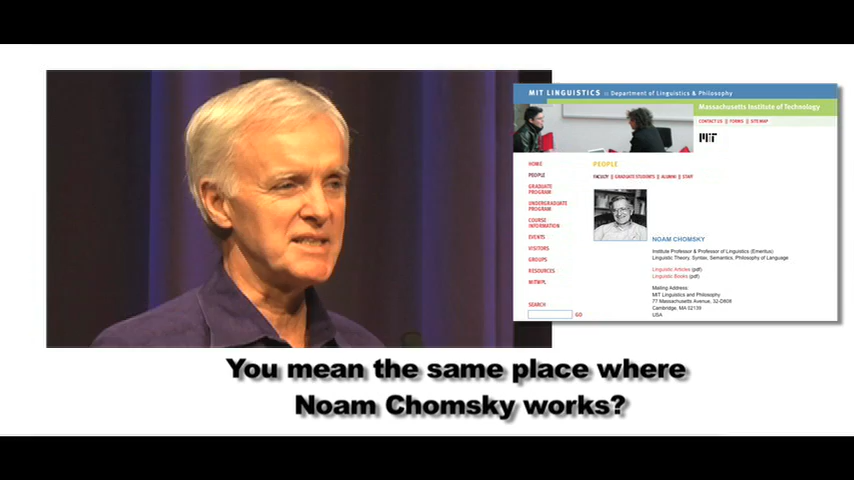 MIT LINGUISTICS :: Department of Linguistics & Philosophy
Massachusetts Institute of Technology
CONTACT US || FORMS || SITE MAP
MIT
HOME
PEOPLE
GRADUATE
PROGRAM
UNDERGRADUATE
PROGRAM
COURSE
INFORMATION
EVENTS
VISITORS
GROUPS
RESOURCES
MITWPL
SEARCH
GO
PEOPLE
FACULTY || GRADUATE STUDENTS || ALUMNI || STAFF
NOAM CHOMSKY
Institute Professor & Professor of Linguistics (Emeritus)
Linguistic Theory, Syntax, Semantics, Philosophy of Language
Linguistic Articles (pdf)
Linguistic Books (pdf)
Mailing Address:
MIT Linguistics and Philosophy
77 Massachusetts Avenue, 32-D808
Cambridge, MA 02139
USA
You mean the same place where
Noam Chomsky works?